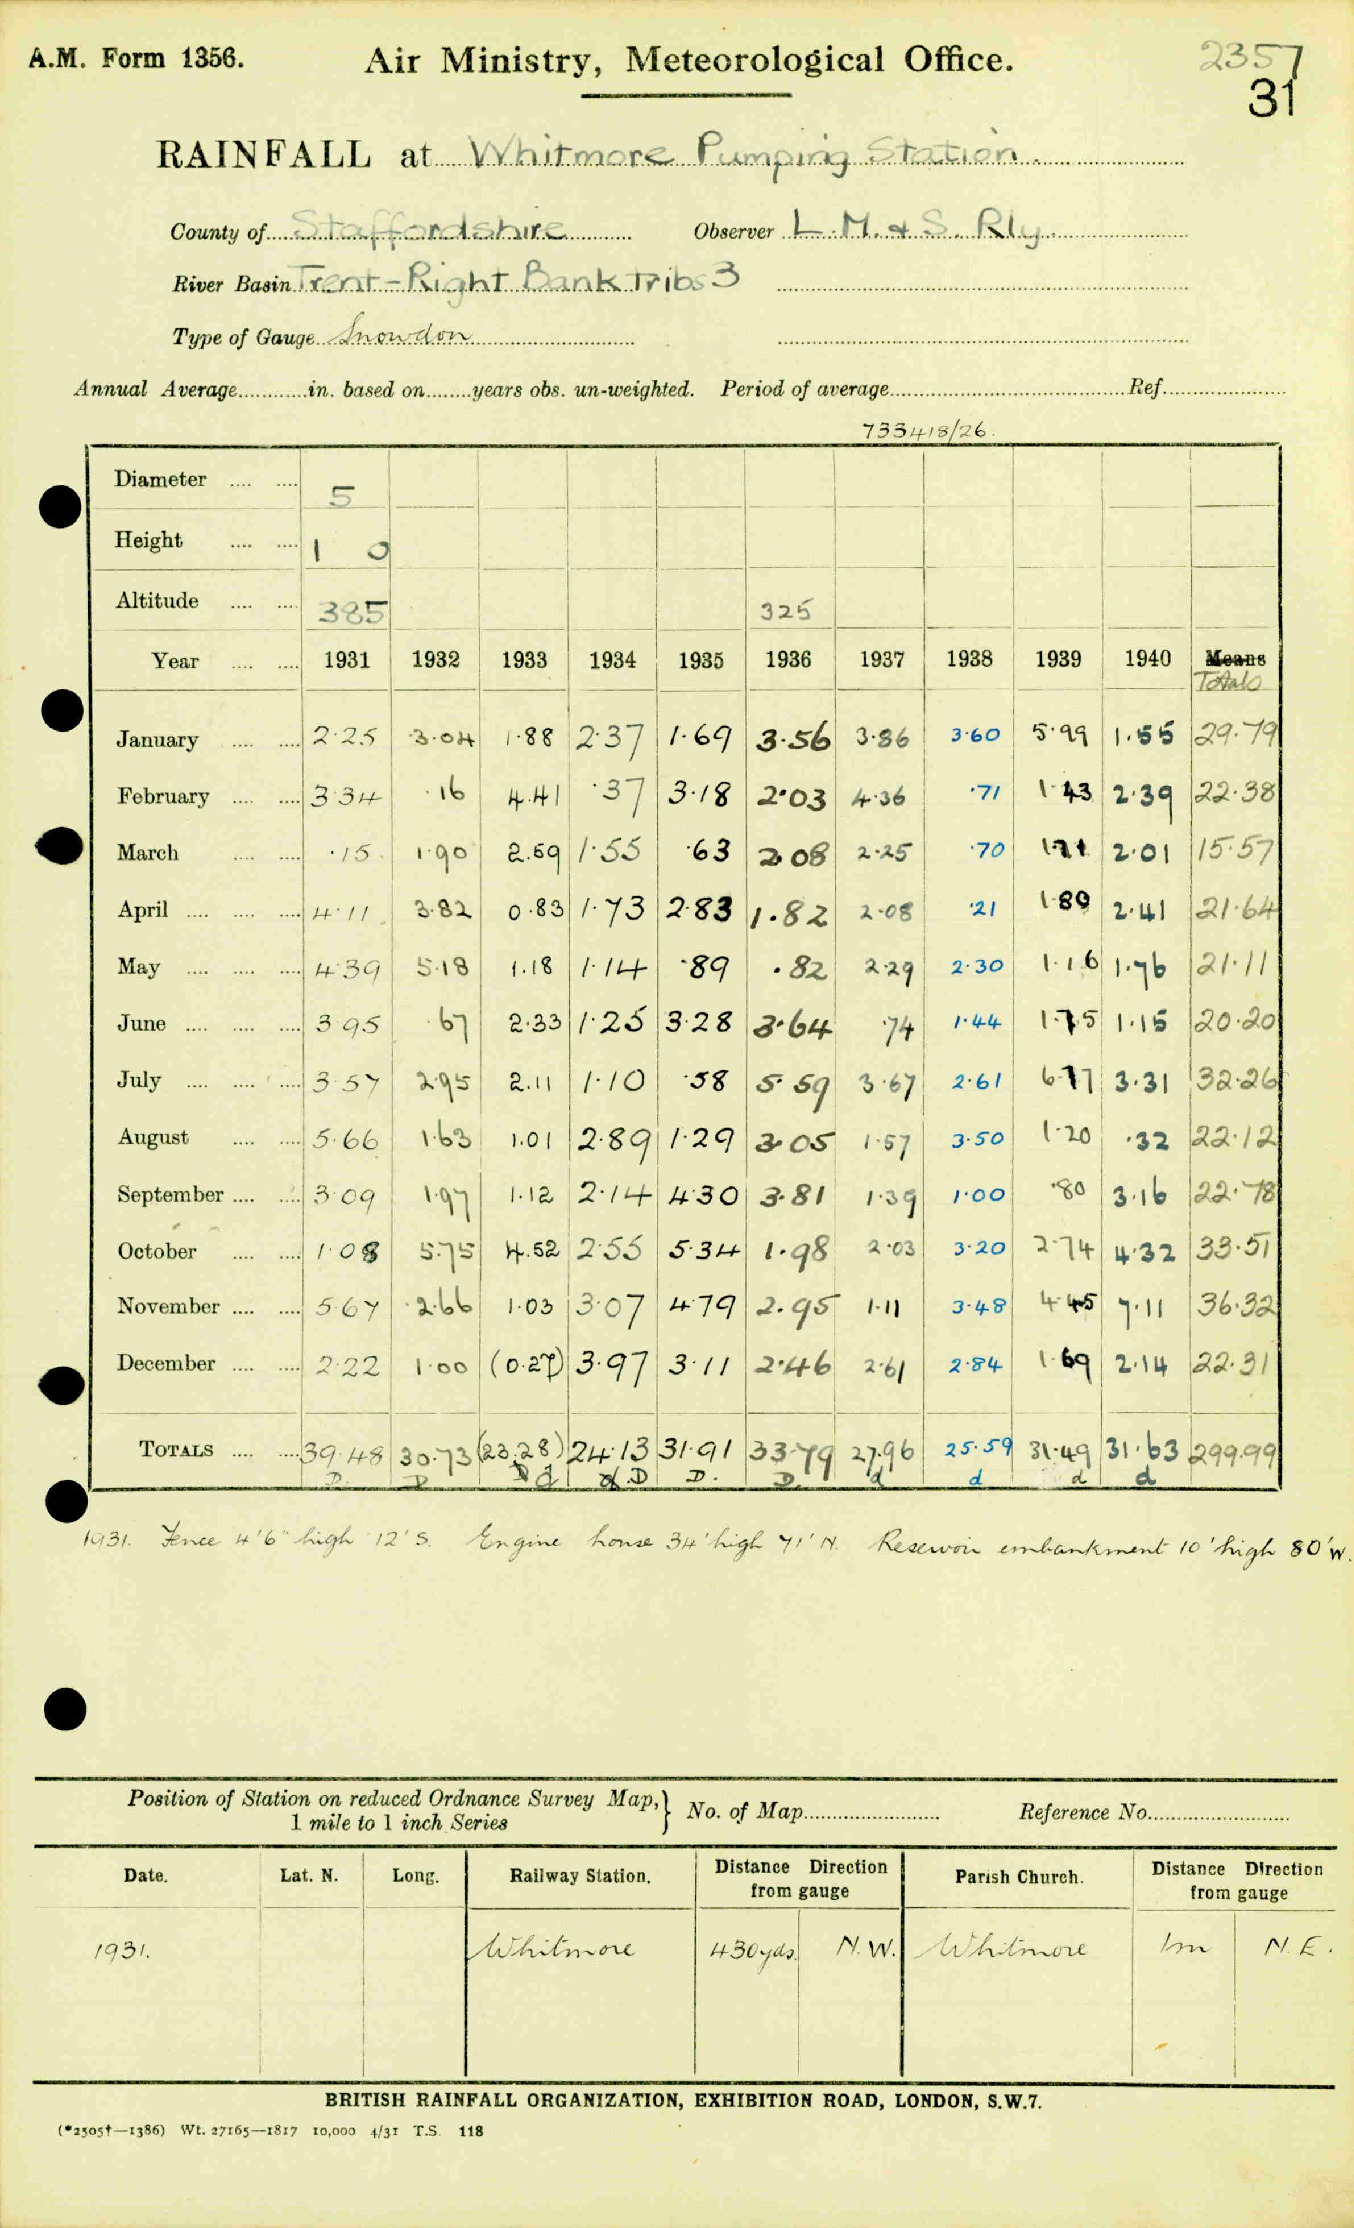 A.M. Form 1356. Air Ministry, Meteorological Office. 2357
31
RAINFALL at Whitmore Pumping Station.
County of Staffordshire Observer L.M. & S. Rly.
River Basin Trent-Right Bank Tribs 3
Type of Gauge Snowdon
Annual Average in. based on years obs. un-weighted. Period of average Ref.
733418/26.
Diameter 5
Height 1 0
Altitude 385 325
Year 1931 1932 1933 1934 1935 1936 1937 1938 1939 1940 Means
Totals
January 2.25 3.04 1.88 2.37 1.69 3.56 3.86 3.60 5.99 1.55 29.79
February 3.34 .16 4.41 .37 3.18 2.03 4.36 .71 1.43 2.39 22.38
March .15 1.90 2.59 1.55 .63 2.08 2.25 .70 1.71 2.01 15.57
April 4.11 3.82 0.83 1.73 2.83 1.82 2.08 .21 1.80 2.41 21.64
May 4.39 5.18 1.18 1.14 .89 .82 2.29 2.30 1.16 1.76 21.11
June 3.95 .67 2.33 1.25 3.28 3.64 .74 1.44 1.75 1.15 20.20
July 3.57 2.95 2.11 1.10 .58 5.59 3.67 2.61 6.77 3.31 32.26
August 5.66 1.63 1.01 2.89 1.29 3.05 1.57 3.50 1.20 .32 22.12
September 3.09 1.97 1.12 2.14 4.30 3.81 1.39 1.00 .80 3.16 22.78
October 1.08 5.75 4.52 2.55 5.34 1.98 2.03 3.20 2.74 4.32 33.51
November 5.67 2.66 1.03 3.07 4.79 2.95 1.11 3.48 4.45 7.11 36.32
December 2.22 1.00 (0.27) 3.97 3.11 2.46 2.61 2.84 1.69 2.14 22.31
TOTALS 39.48 30.73 (23.28) 24.13 31.91 33.79 27.96 25.59 31.49 31.63 299.99
D. D D d d D D. D. d d d d
1931. Fence 4'6" high 12' S. Engine house 34' high 71' N. Reservoir embankment 10' high 80' W.
Position of Station on reduced Ordnance Survey Map, } No. of Map Reference No.
1 mile to 1 inch Series
Date. Lat. N. Long. Railway Station. Distance Direction Parish Church. Distance Direction
from gauge from gauge
1931. Whitmore 430yds. N.W. Whitmore 1m N.E.
BRITISH RAINFALL ORGANIZATION, EXHIBITION ROAD, LONDON, S.W.7.
(*2505†—1386) Wt. 27165—1817 10,000 4/31 T.S. 118